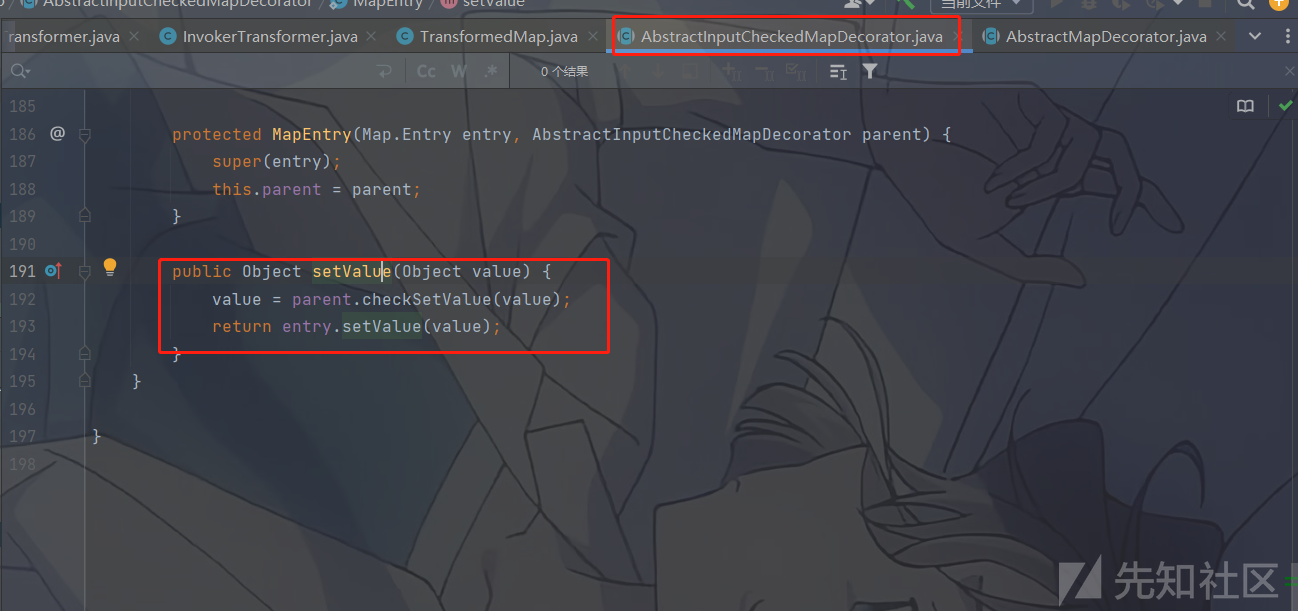 AbstractInputCheckedMapDecorator / MapEntry / setValue 当前文件
ransformer.java InvokerTransformer.java TransformedMap.java AbstractInputCheckedMapDecorator.java AbstractMapDecorator.java
Cc W .* 0 个结果
185
186 @ protected MapEntry(Map.Entry entry, AbstractInputCheckedMapDecorator parent) {
187 super(entry);
188 this.parent = parent;
189 }
190
191 public Object setValue(Object value) {
192 value = parent.checkSetValue(value);
193 return entry.setValue(value);
194 }
195 }
196
197 }
198
先知社区